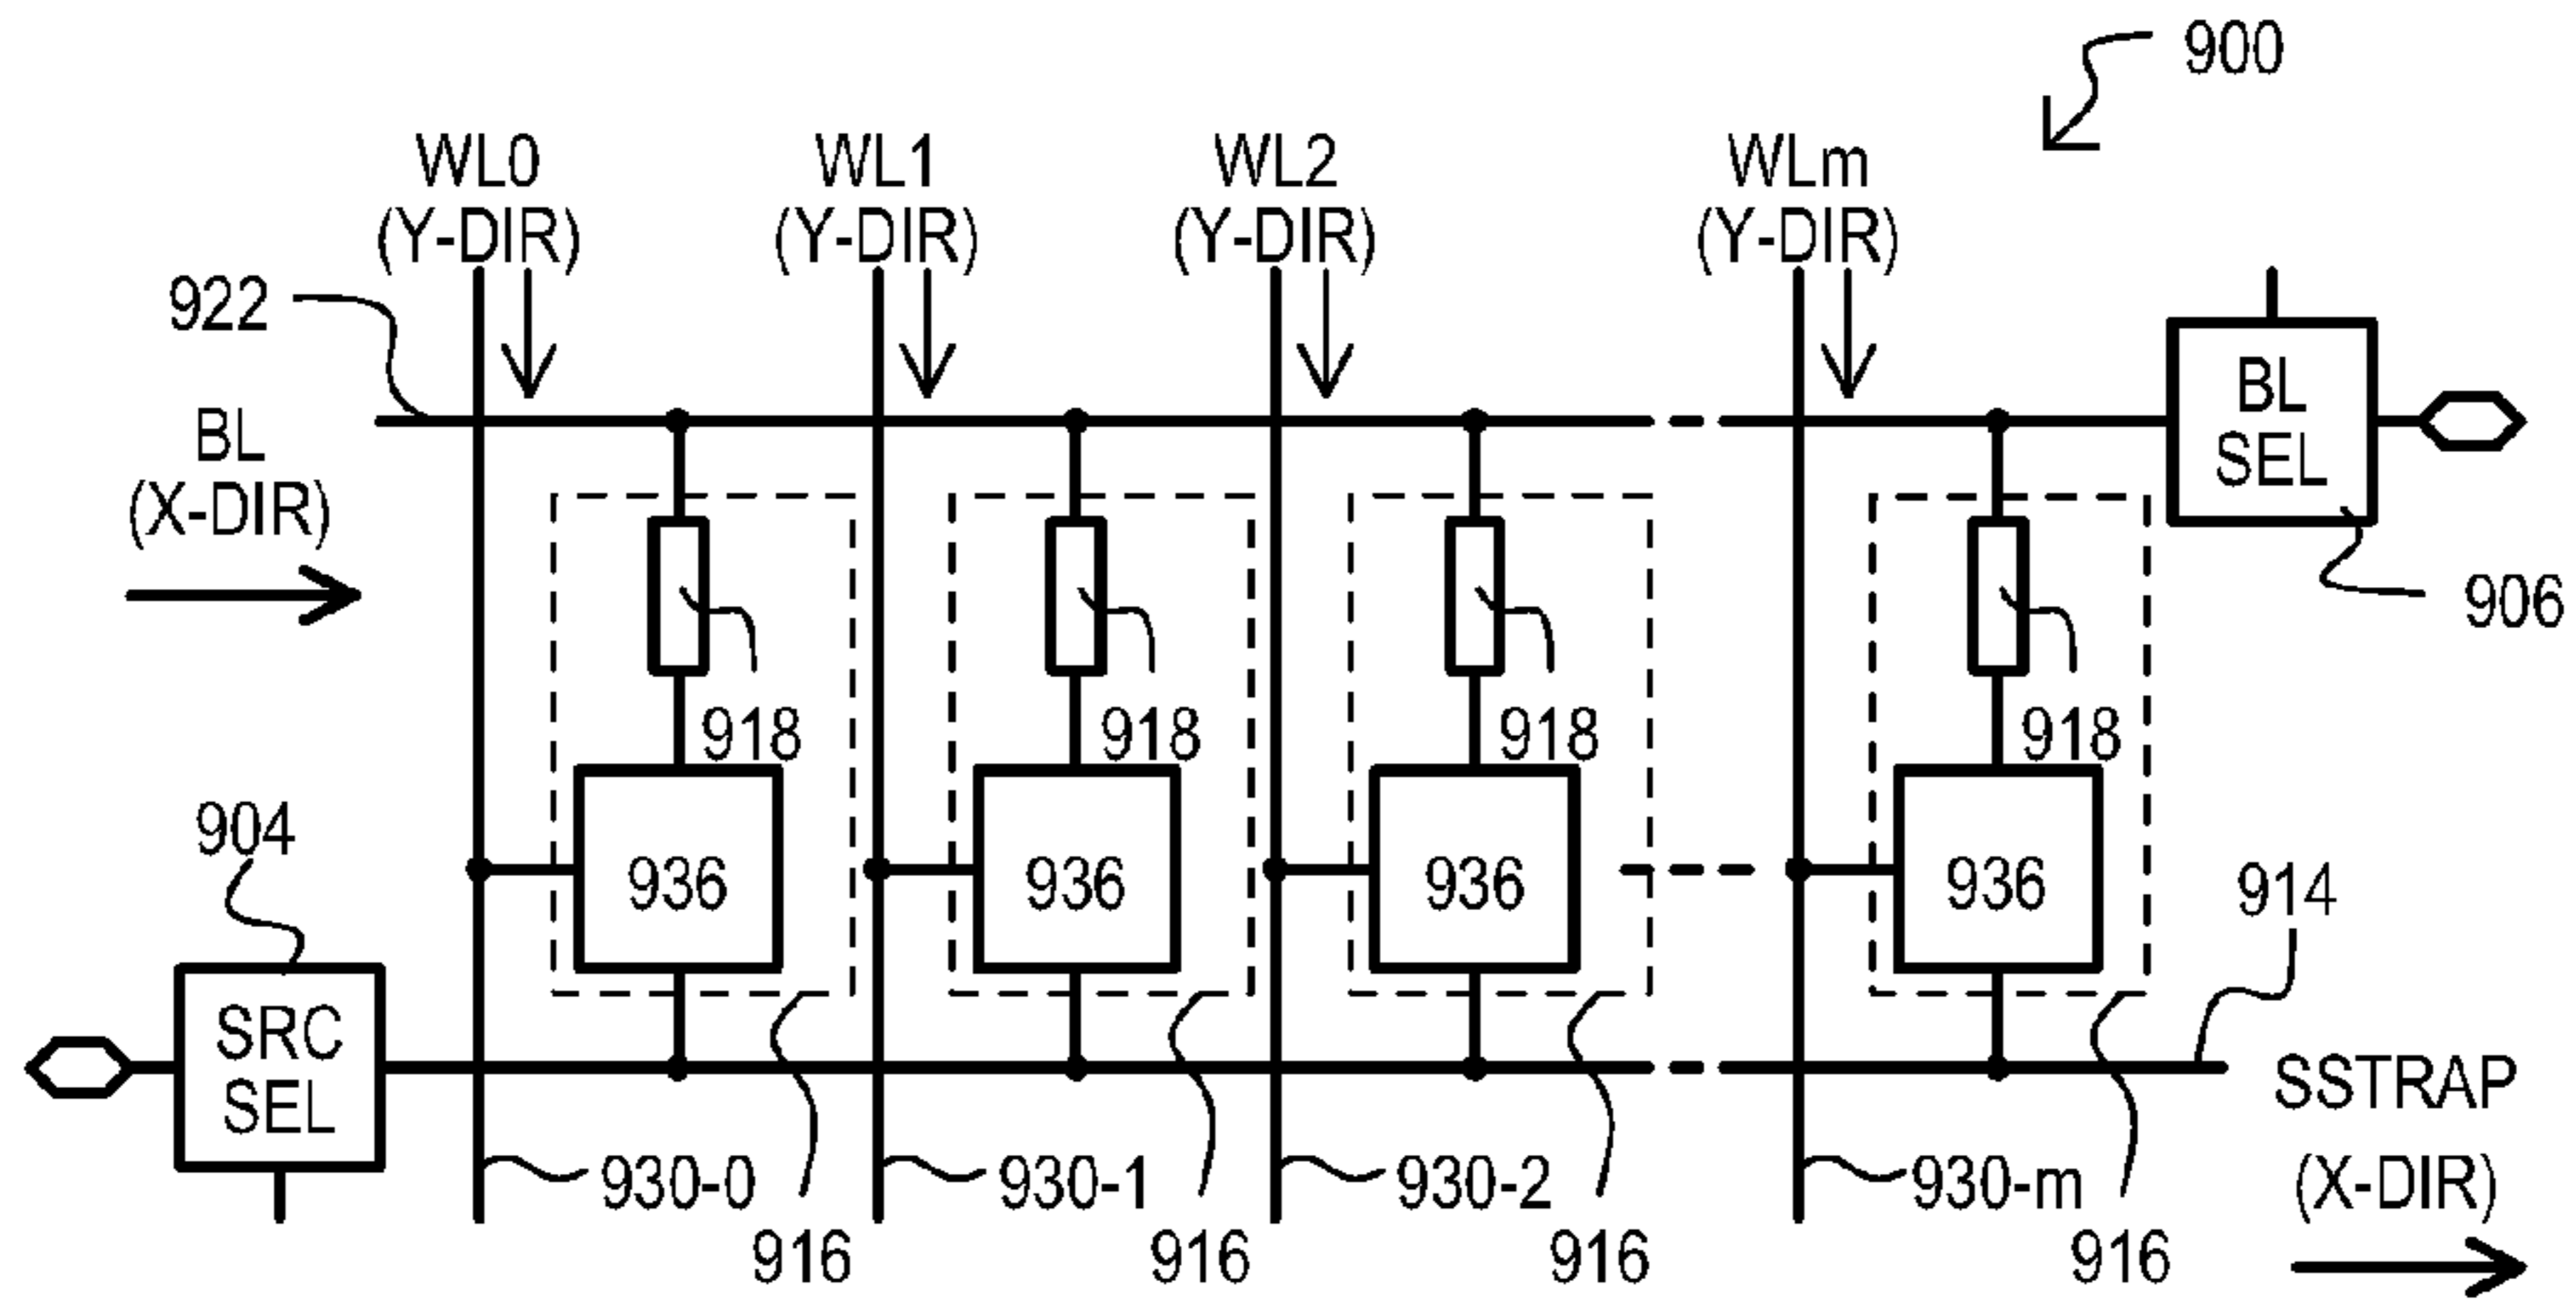 900
WL0
(Y-DIR)
WL1
(Y-DIR)
WL2
(Y-DIR)
WLm
(Y-DIR)
922
BL
(X-DIR)
BL
SEL
906
918
918
918
918
936
936
936
936
904
SRC
SEL
914
SSTRAP
(X-DIR)
930-0
930-1
930-2
930-m
916
916
916
916